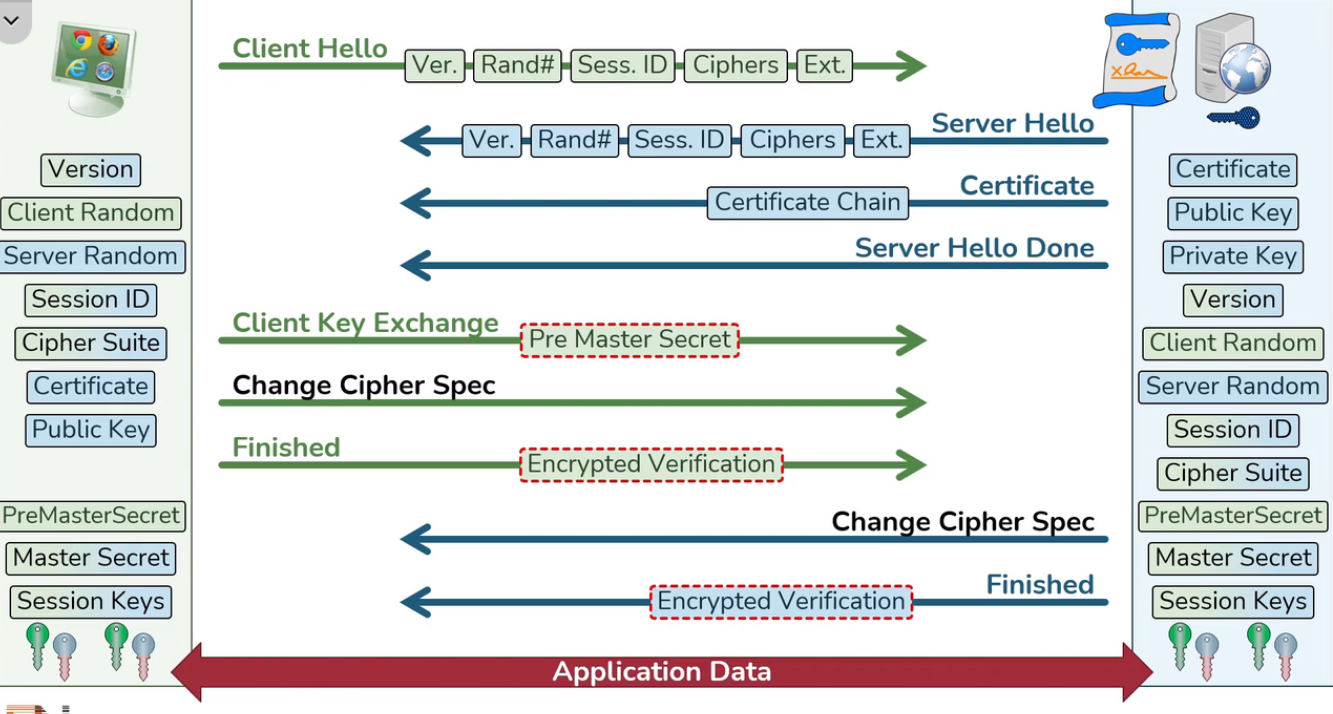 Client Hello
Ver. Rand# Sess. ID Ciphers Ext.
Server Hello
Ver. Rand# Sess. ID Ciphers Ext.
Certificate
Certificate Chain
Server Hello Done
Client Key Exchange
Pre Master Secret
Change Cipher Spec
Finished
Encrypted Verification
Change Cipher Spec
Finished
Encrypted Verification
Application Data
Version
Client Random
Server Random
Session ID
Cipher Suite
Certificate
Public Key
PreMasterSecret
Master Secret
Session Keys
Certificate
Public Key
Private Key
Version
Client Random
Server Random
Session ID
Cipher Suite
PreMasterSecret
Master Secret
Session Keys